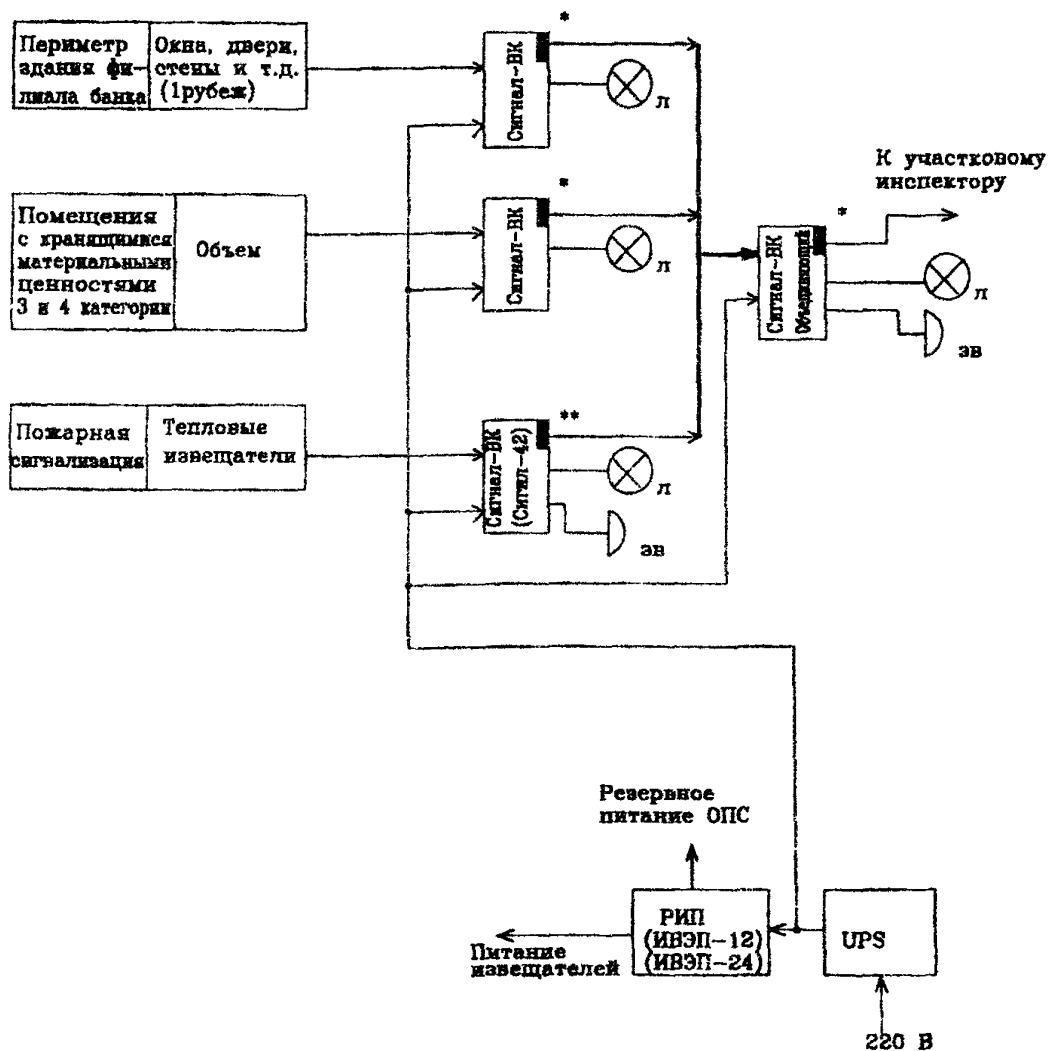 *
Периметр
здания фи-
лиала банка
Окна, двери,
стены и т.д.
(1рубеж)
Сигнал-ВК
Л
К участковому
инспектору
*
Помещения
с хранящимися
материальными
ценностями
3 и 4 категории
Объем
Сигнал-ВК
Л
*
Сигнал-ВК
Объединяющий
Л
ЗВ
**
Пожарная
сигнализация
Тепловые
извещатели
Сигнал-ВК
(Сигнал-42)
Л
ЗВ
Резервное
питание ОПС
РИП
(ИВЭП-12)
(ИВЭП-24)
UPS
Питание
извещателей
220 В